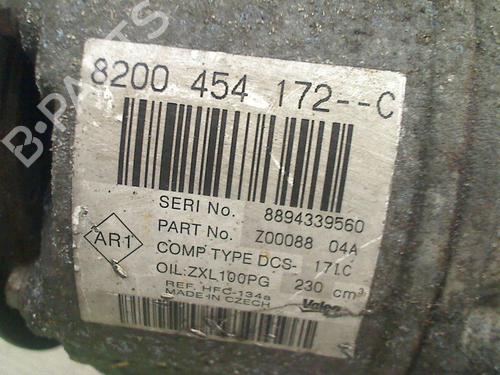 8200 454 172--C
SERI No. 8894339560
PART No. Z00088 04A
COMP TYPE DCS- 171C
OIL:ZXL100PG 230 cm³
REF. HFC-134a
MADE IN CZECH
Valeo
AR1
B-PARTS